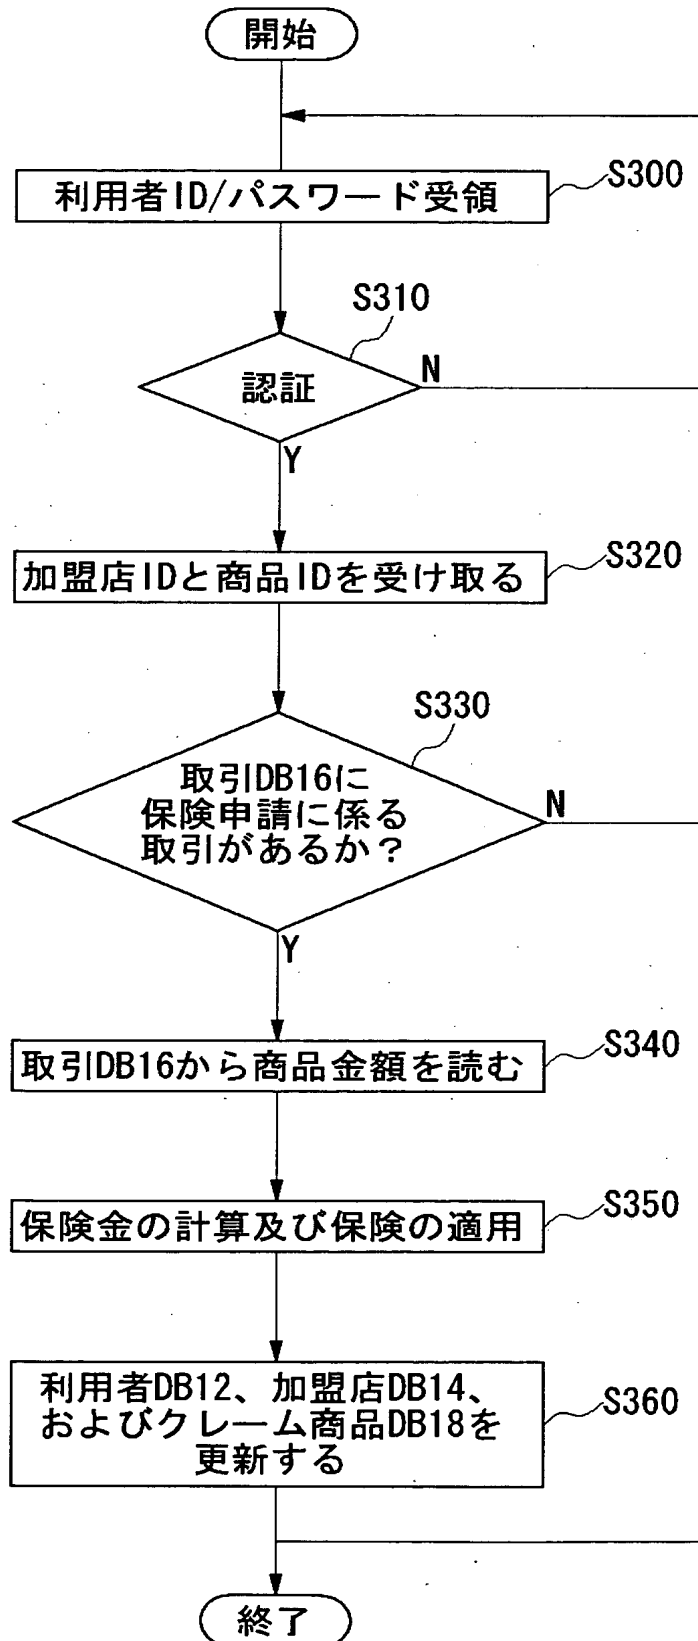 開始
利用者ID/パスワード受領
S300
S310
認証
N
Y
加盟店IDと商品IDを受け取る
S320
S330
取引DB16に
保険申請に係る
取引があるか？
N
Y
取引DB16から商品金額を読む
S340
保険金の計算及び保険の適用
S350
利用者DB12、加盟店DB14、
およびクレーム商品DB18を
更新する
S360
終了